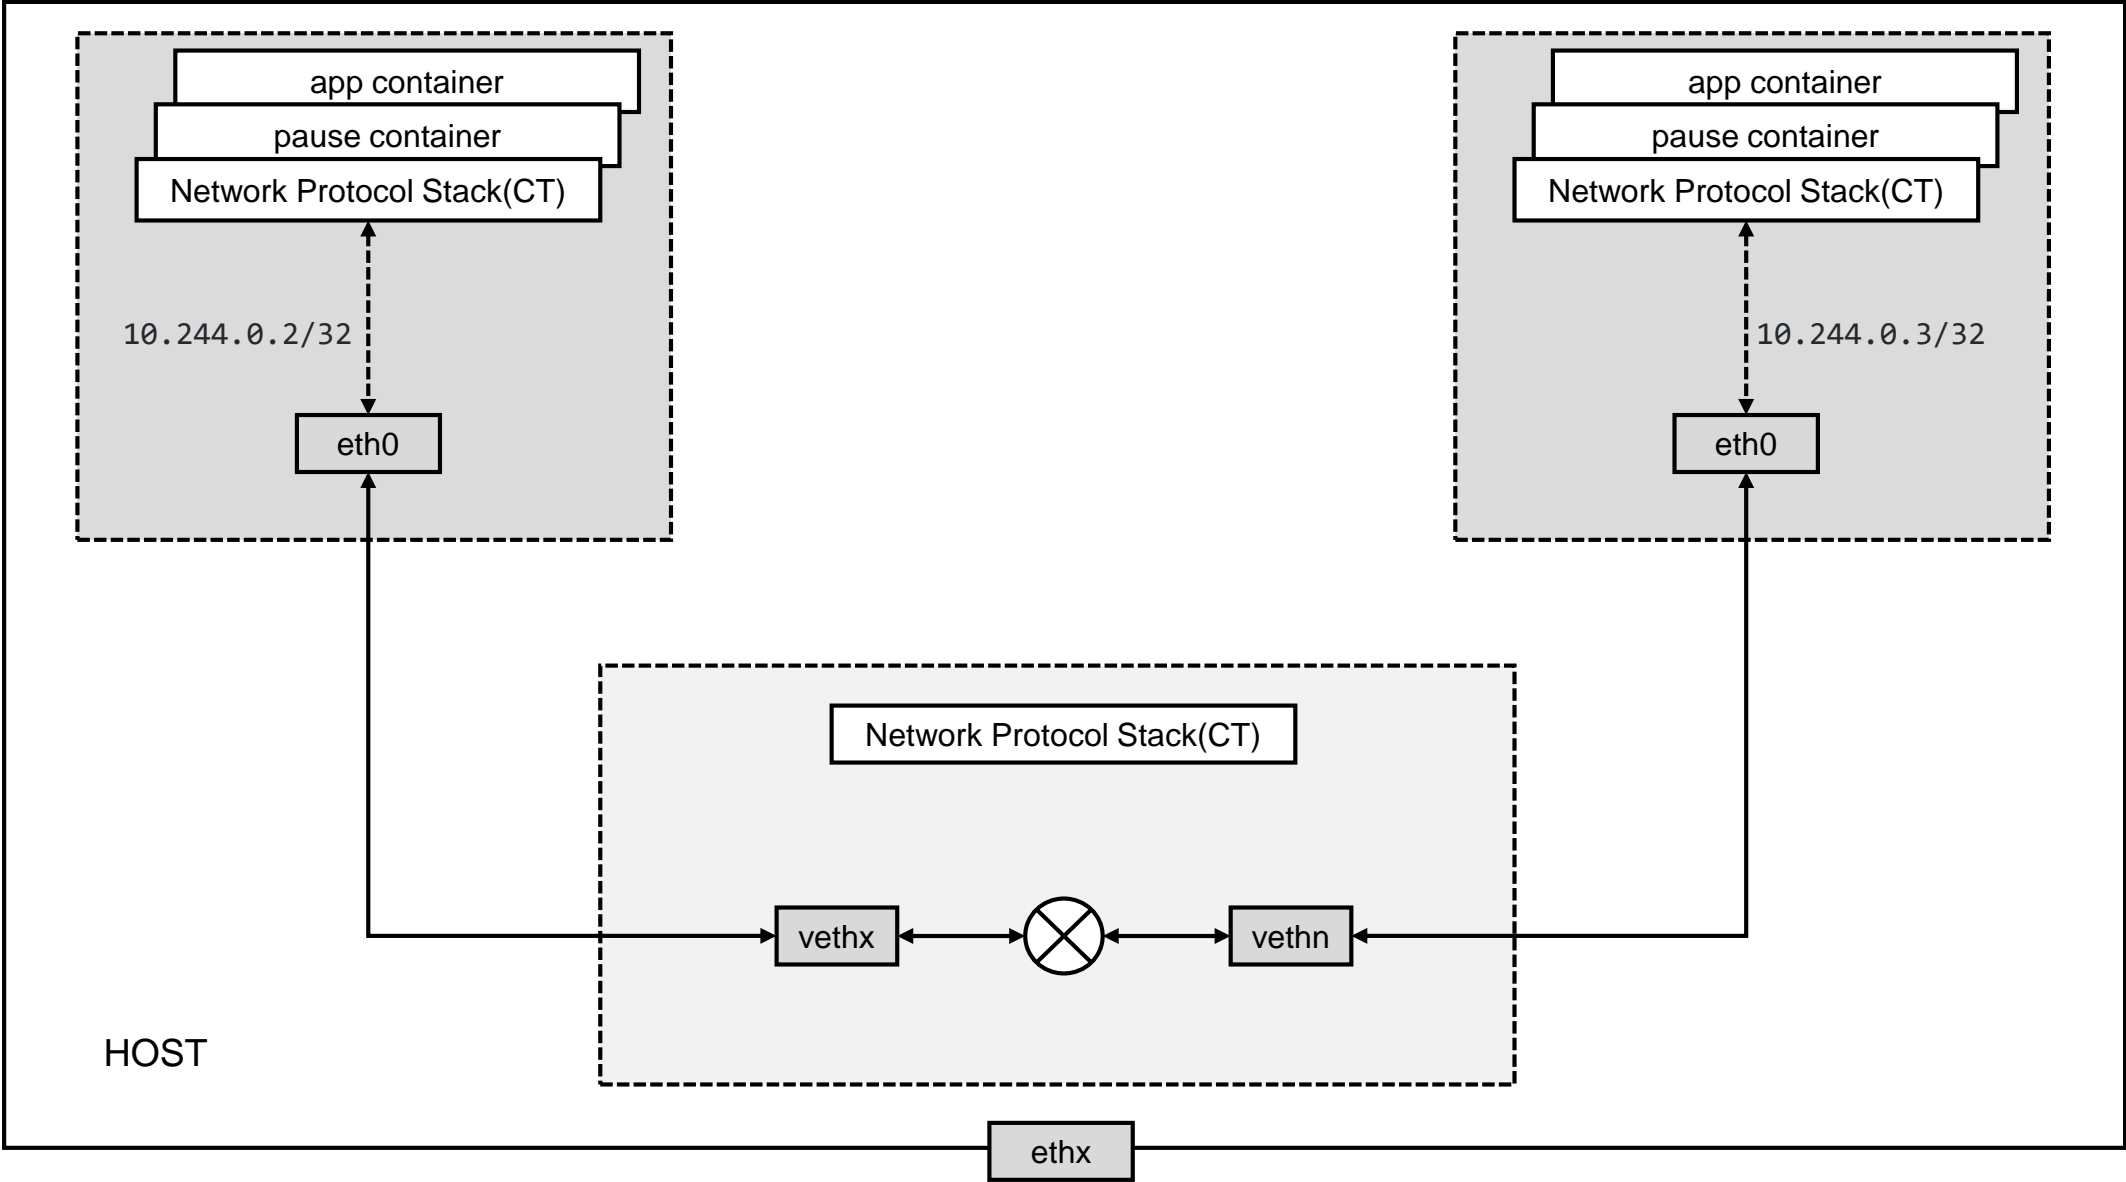 app container
pause container
Network Protocol Stack(CT)
10.244.0.2/32
eth0
app container
pause container
Network Protocol Stack(CT)
10.244.0.3/32
eth0
Network Protocol Stack(CT)
vethx
vethn
HOST
ethx